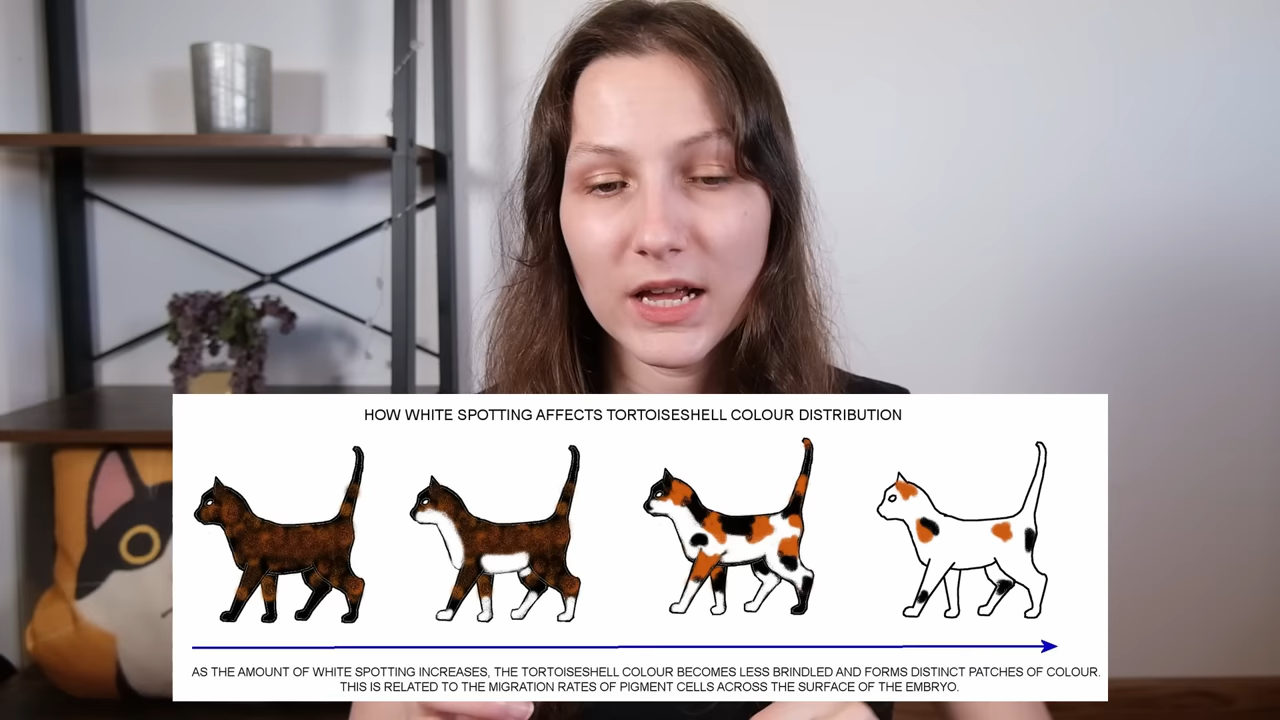 HOW WHITE SPOTTING AFFECTS TORTOISESHELL COLOUR DISTRIBUTION
AS THE AMOUNT OF WHITE SPOTTING INCREASES, THE TORTOISESHELL COLOUR BECOMES LESS BRINDLED AND FORMS DISTINCT PATCHES OF COLOUR.
THIS IS RELATED TO THE MIGRATION RATES OF PIGMENT CELLS ACROSS THE SURFACE OF THE EMBRYO.